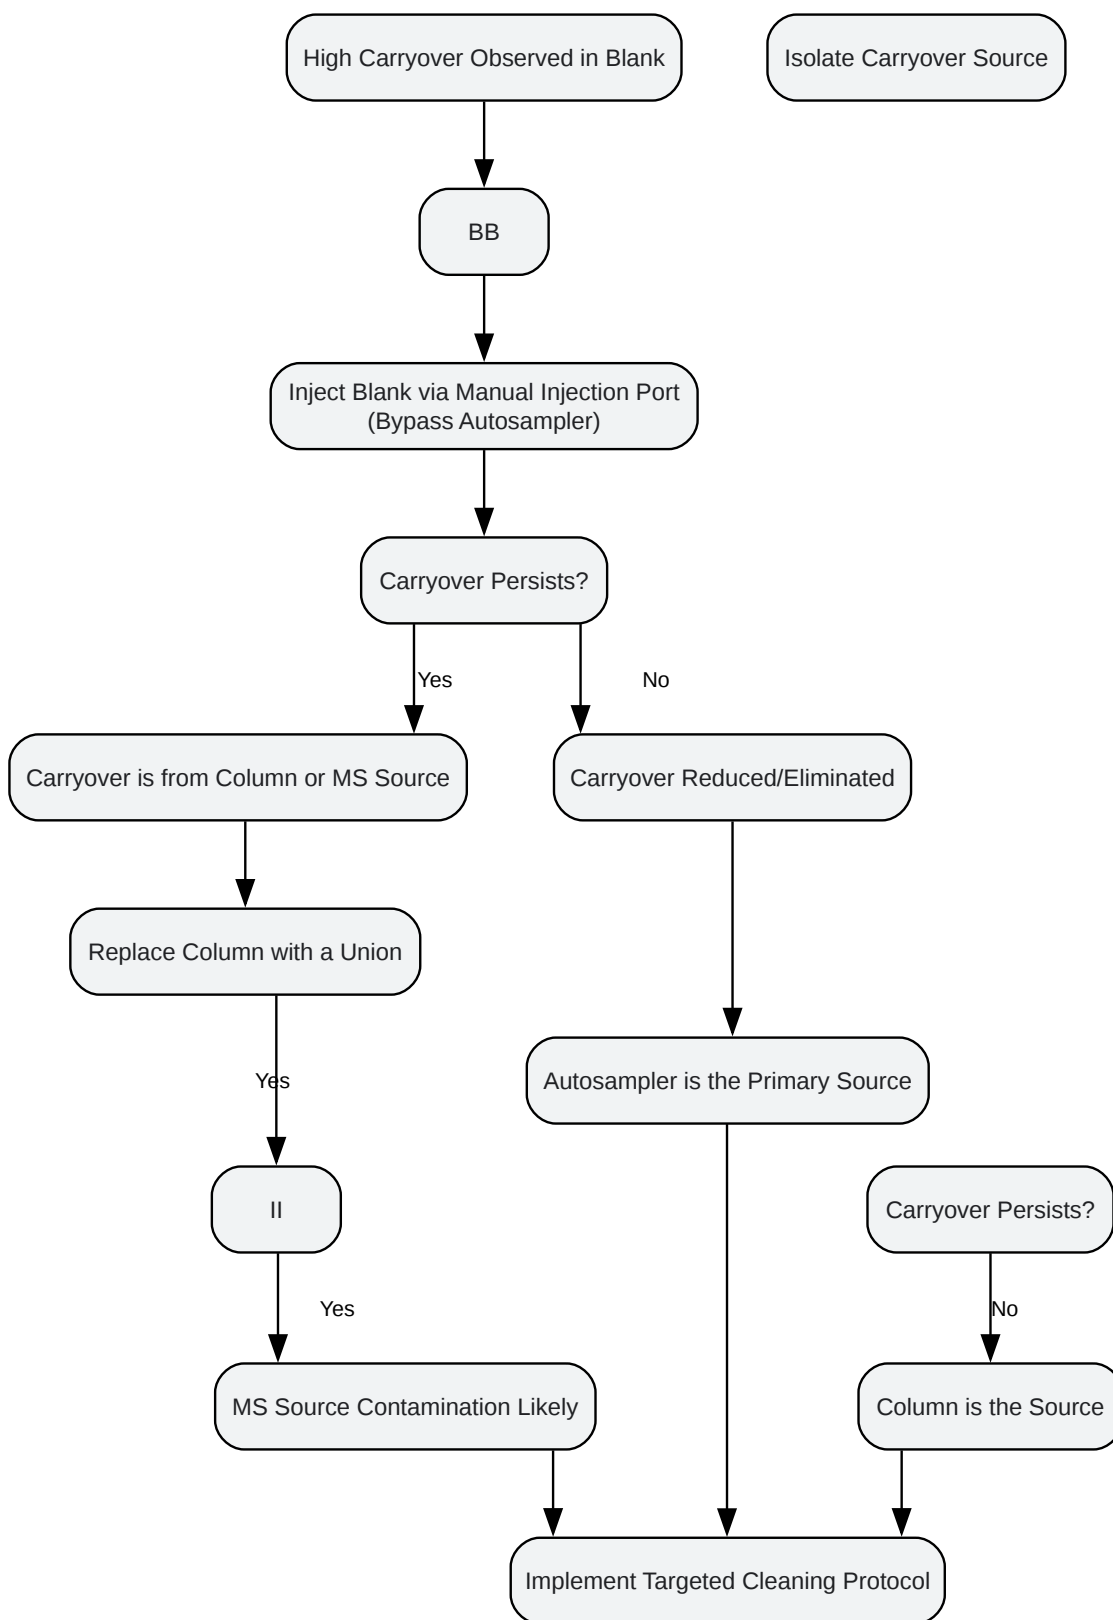 High Carryover Observed in Blank
Isolate Carryover Source
BB
Inject Blank via Manual Injection Port
(Bypass Autosampler)
Carryover Persists?
Yes
No
Carryover is from Column or MS Source
Carryover Reduced/Eliminated
Replace Column with a Union
Yes
Autosampler is the Primary Source
II
Carryover Persists?
Yes
No
MS Source Contamination Likely
Column is the Source
Implement Targeted Cleaning Protocol